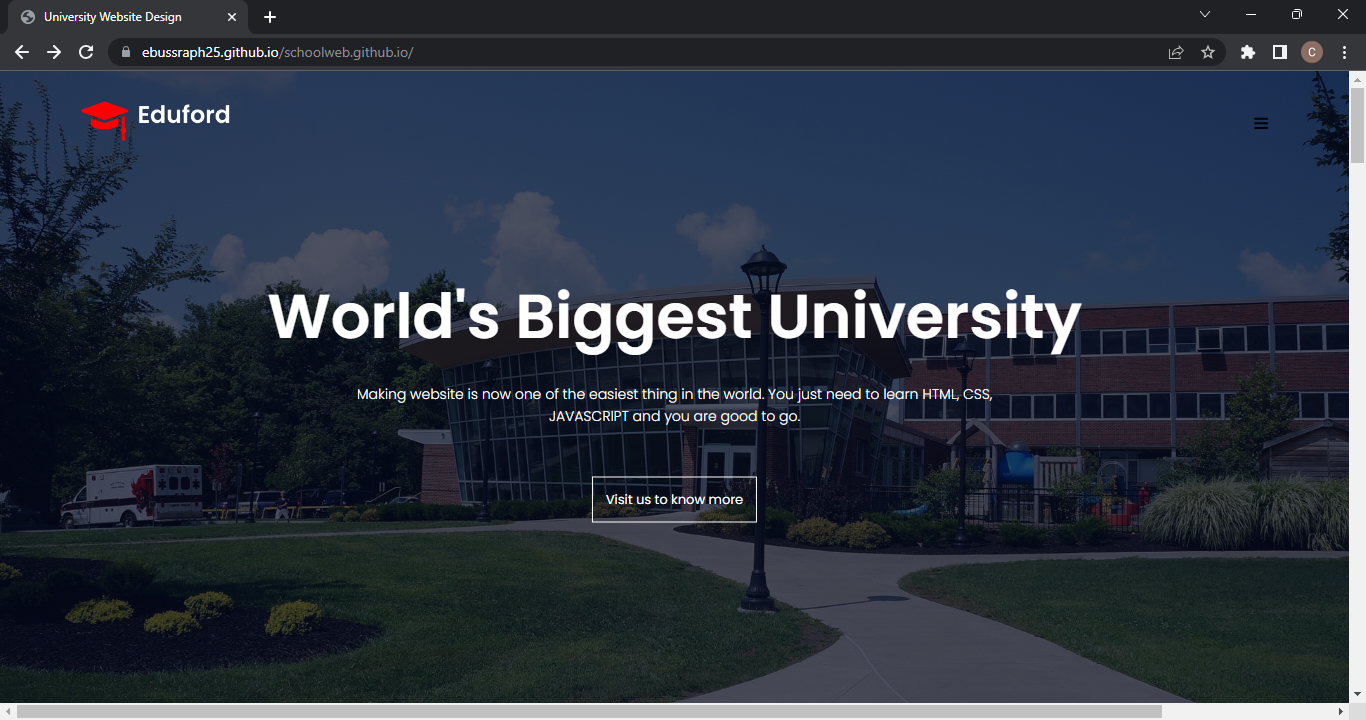 University Website Design
ebussraph25.github.io/schoolweb.github.io/
C
Eduford
World's Biggest University
Making website is now one of the easiest thing in the world. You just need to learn HTML, CSS,
JAVASCRIPT and you are good to go.
Visit us to know more